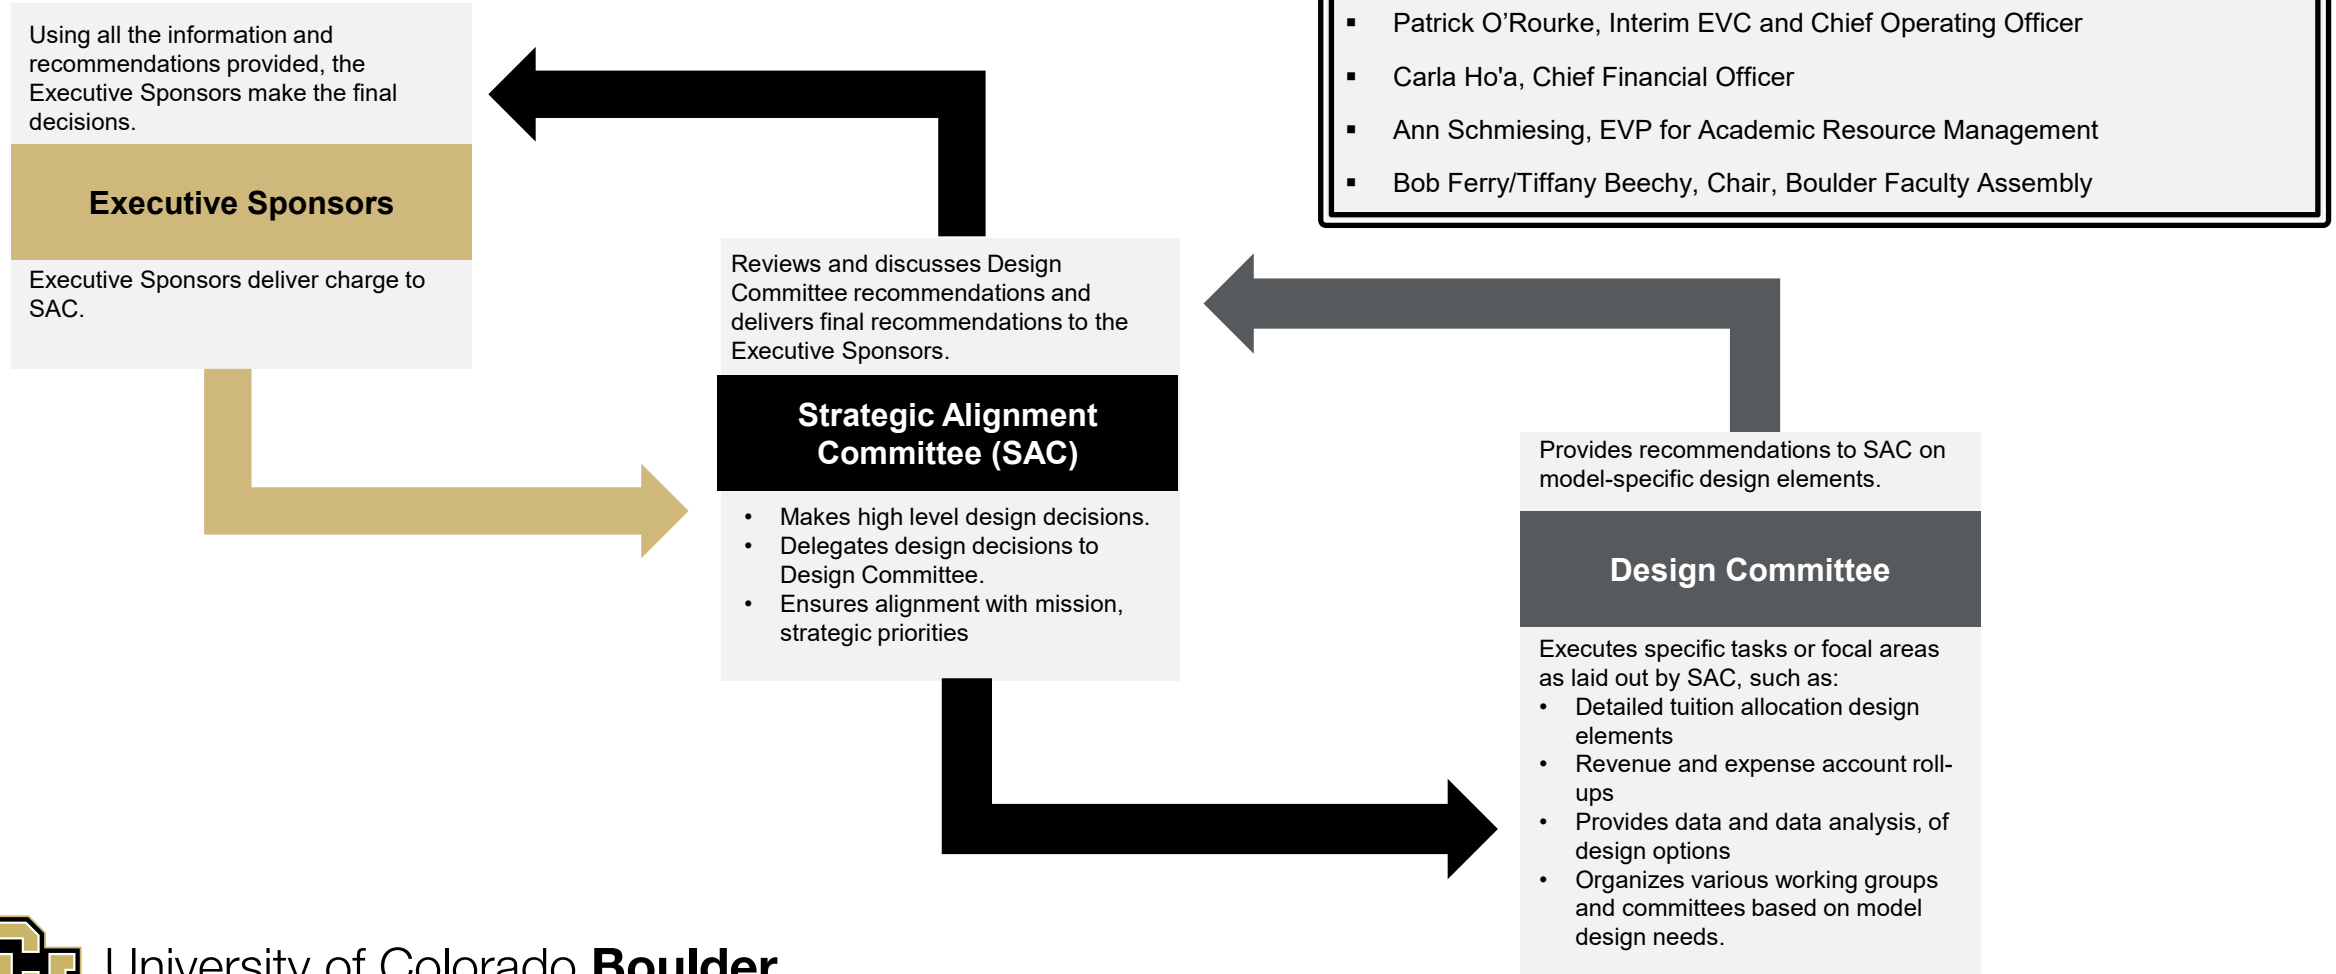 Using all the information and
recommendations provided, the
Executive Sponsors make the final
decisions.
Executive Sponsors
Executive Sponsors deliver charge to
SAC.
▪ Patrick O’Rourke, Interim EVC and Chief Operating Officer
▪ Carla Ho'a, Chief Financial Officer
▪ Ann Schmiesing, EVP for Academic Resource Management
▪ Bob Ferry/Tiffany Beechy, Chair, Boulder Faculty Assembly
Reviews and discusses Design
Committee recommendations and
delivers final recommendations to the
Executive Sponsors.
Strategic Alignment
Committee (SAC)
• Makes high level design decisions.
• Delegates design decisions to
Design Committee.
• Ensures alignment with mission,
strategic priorities
Provides recommendations to SAC on
model-specific design elements.
Design Committee
Executes specific tasks or focal areas
as laid out by SAC, such as:
• Detailed tuition allocation design
elements
• Revenue and expense account roll-
ups
• Provides data and data analysis, of
design options
• Organizes various working groups
and committees based on model
design needs.
University of Colorado Boulder